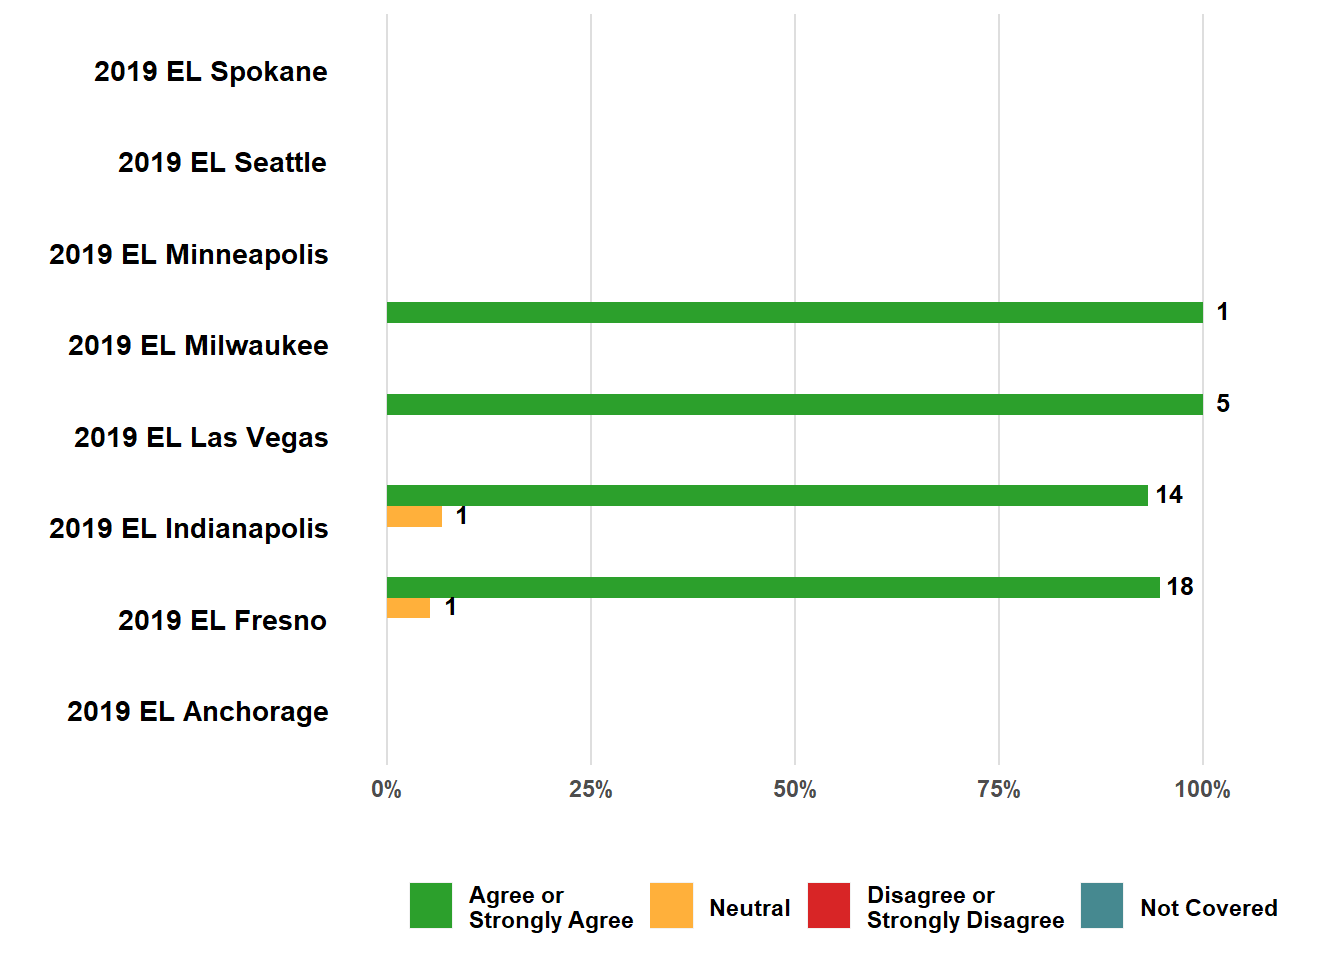 2019 EL Spokane
2019 EL Seattle
2019 EL Minneapolis
1
2019 EL Milwaukee
5
2019 EL Las Vegas
14
1
2019 EL Indianapolis
18
1
2019 EL Fresno
2019 EL Anchorage
0% 25% 50% 75% 100%
Agree or
Strongly Agree
Neutral
Disagree or
Strongly Disagree
Not Covered